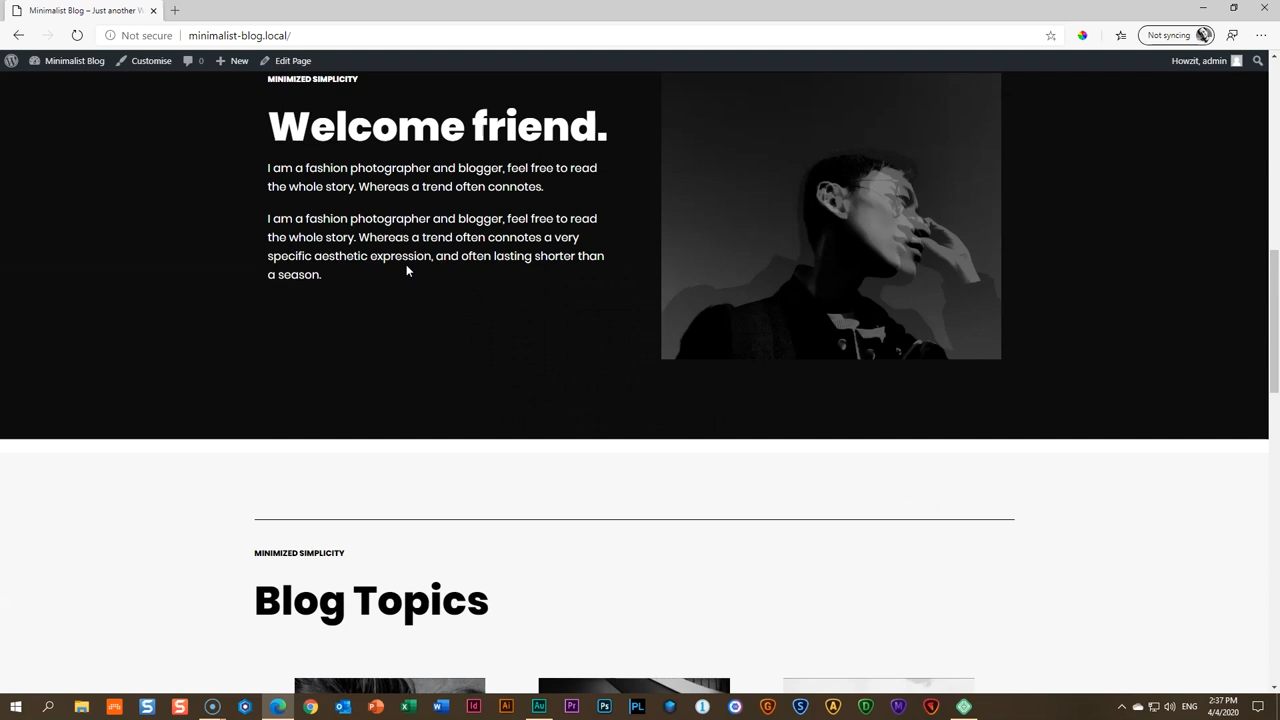 Minimalist Blog – Just another W
Not secure
minimalist-blog.local/
Not syncing
Minimalist Blog
Customise
0
New
Edit Page
Howzit, admin
MINIMIZED SIMPLICITY
Welcome friend.
I am a fashion photographer and blogger, feel free to read
the whole story. Whereas a trend often connotes.
I am a fashion photographer and blogger, feel free to read
the whole story. Whereas a trend often connotes a very
specific aesthetic expression, and often lasting shorter than
a season.
MINIMIZED SIMPLICITY
Blog Topics
ENG
2:37 PM
4/4/2020